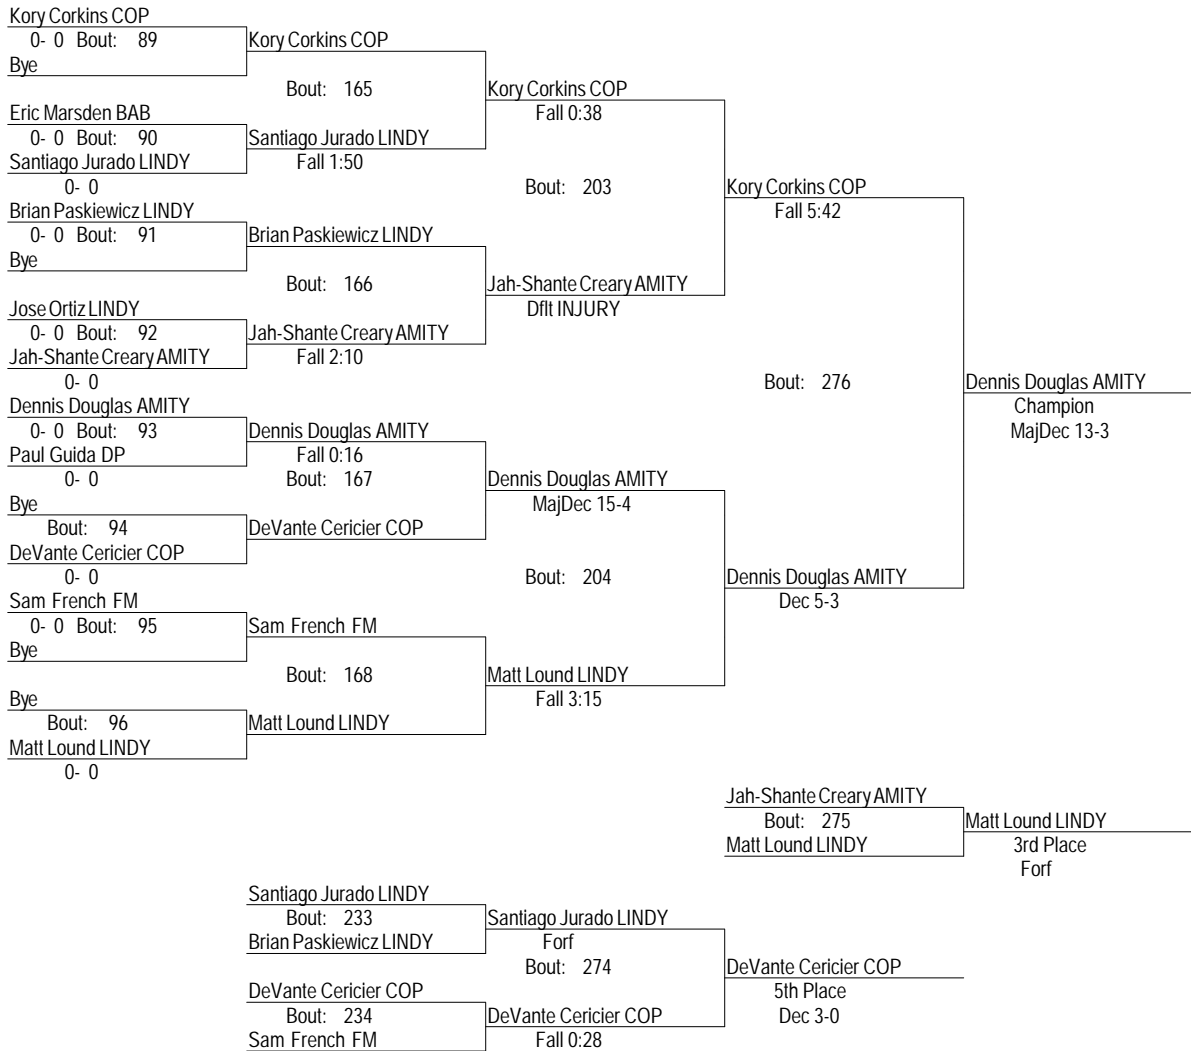 Kory Corkins COP
0- 0 Bout: 89
Kory Corkins COP
Bye
Bout: 165
Kory Corkins COP
Eric Marsden BAB
Fall 0:38
0- 0 Bout: 90
Santiago Jurado LINDY
Santiago Jurado LINDY
Fall 1:50
0- 0
Bout: 203
Kory Corkins COP
Brian Paskiewicz LINDY
Fall 5:42
0- 0 Bout: 91
Brian Paskiewicz LINDY
Bye
Bout: 166
Jah-Shante Creary AMITY
Jose Ortiz LINDY
Dflt INJURY
0- 0 Bout: 92
Jah-Shante Creary AMITY
Jah-Shante Creary AMITY
Fall 2:10
0- 0
Bout: 276
Dennis Douglas AMITY
Dennis Douglas AMITY
Champion
0- 0 Bout: 93
Dennis Douglas AMITY
MajDec 13-3
Paul Guida DP
Fall 0:16
0- 0
Bout: 167
Dennis Douglas AMITY
Bye
MajDec 15-4
Bout: 94
DeVante Cericier COP
DeVante Cericier COP
0- 0
Bout: 204
Dennis Douglas AMITY
Sam French FM
Dec 5-3
0- 0 Bout: 95
Sam French FM
Bye
Bout: 168
Matt Lound LINDY
Bye
Fall 3:15
Bout: 96
Matt Lound LINDY
Matt Lound LINDY
0- 0
Jah-Shante Creary AMITY
Bout: 275
Matt Lound LINDY
Matt Lound LINDY
3rd Place
Forf
Santiago Jurado LINDY
Bout: 233
Santiago Jurado LINDY
Brian Paskiewicz LINDY
Forf
Bout: 274
DeVante Cericier COP
DeVante Cericier COP
5th Place
Bout: 234
DeVante Cericier COP
Dec 3-0
Sam French FM
Fall 0:28